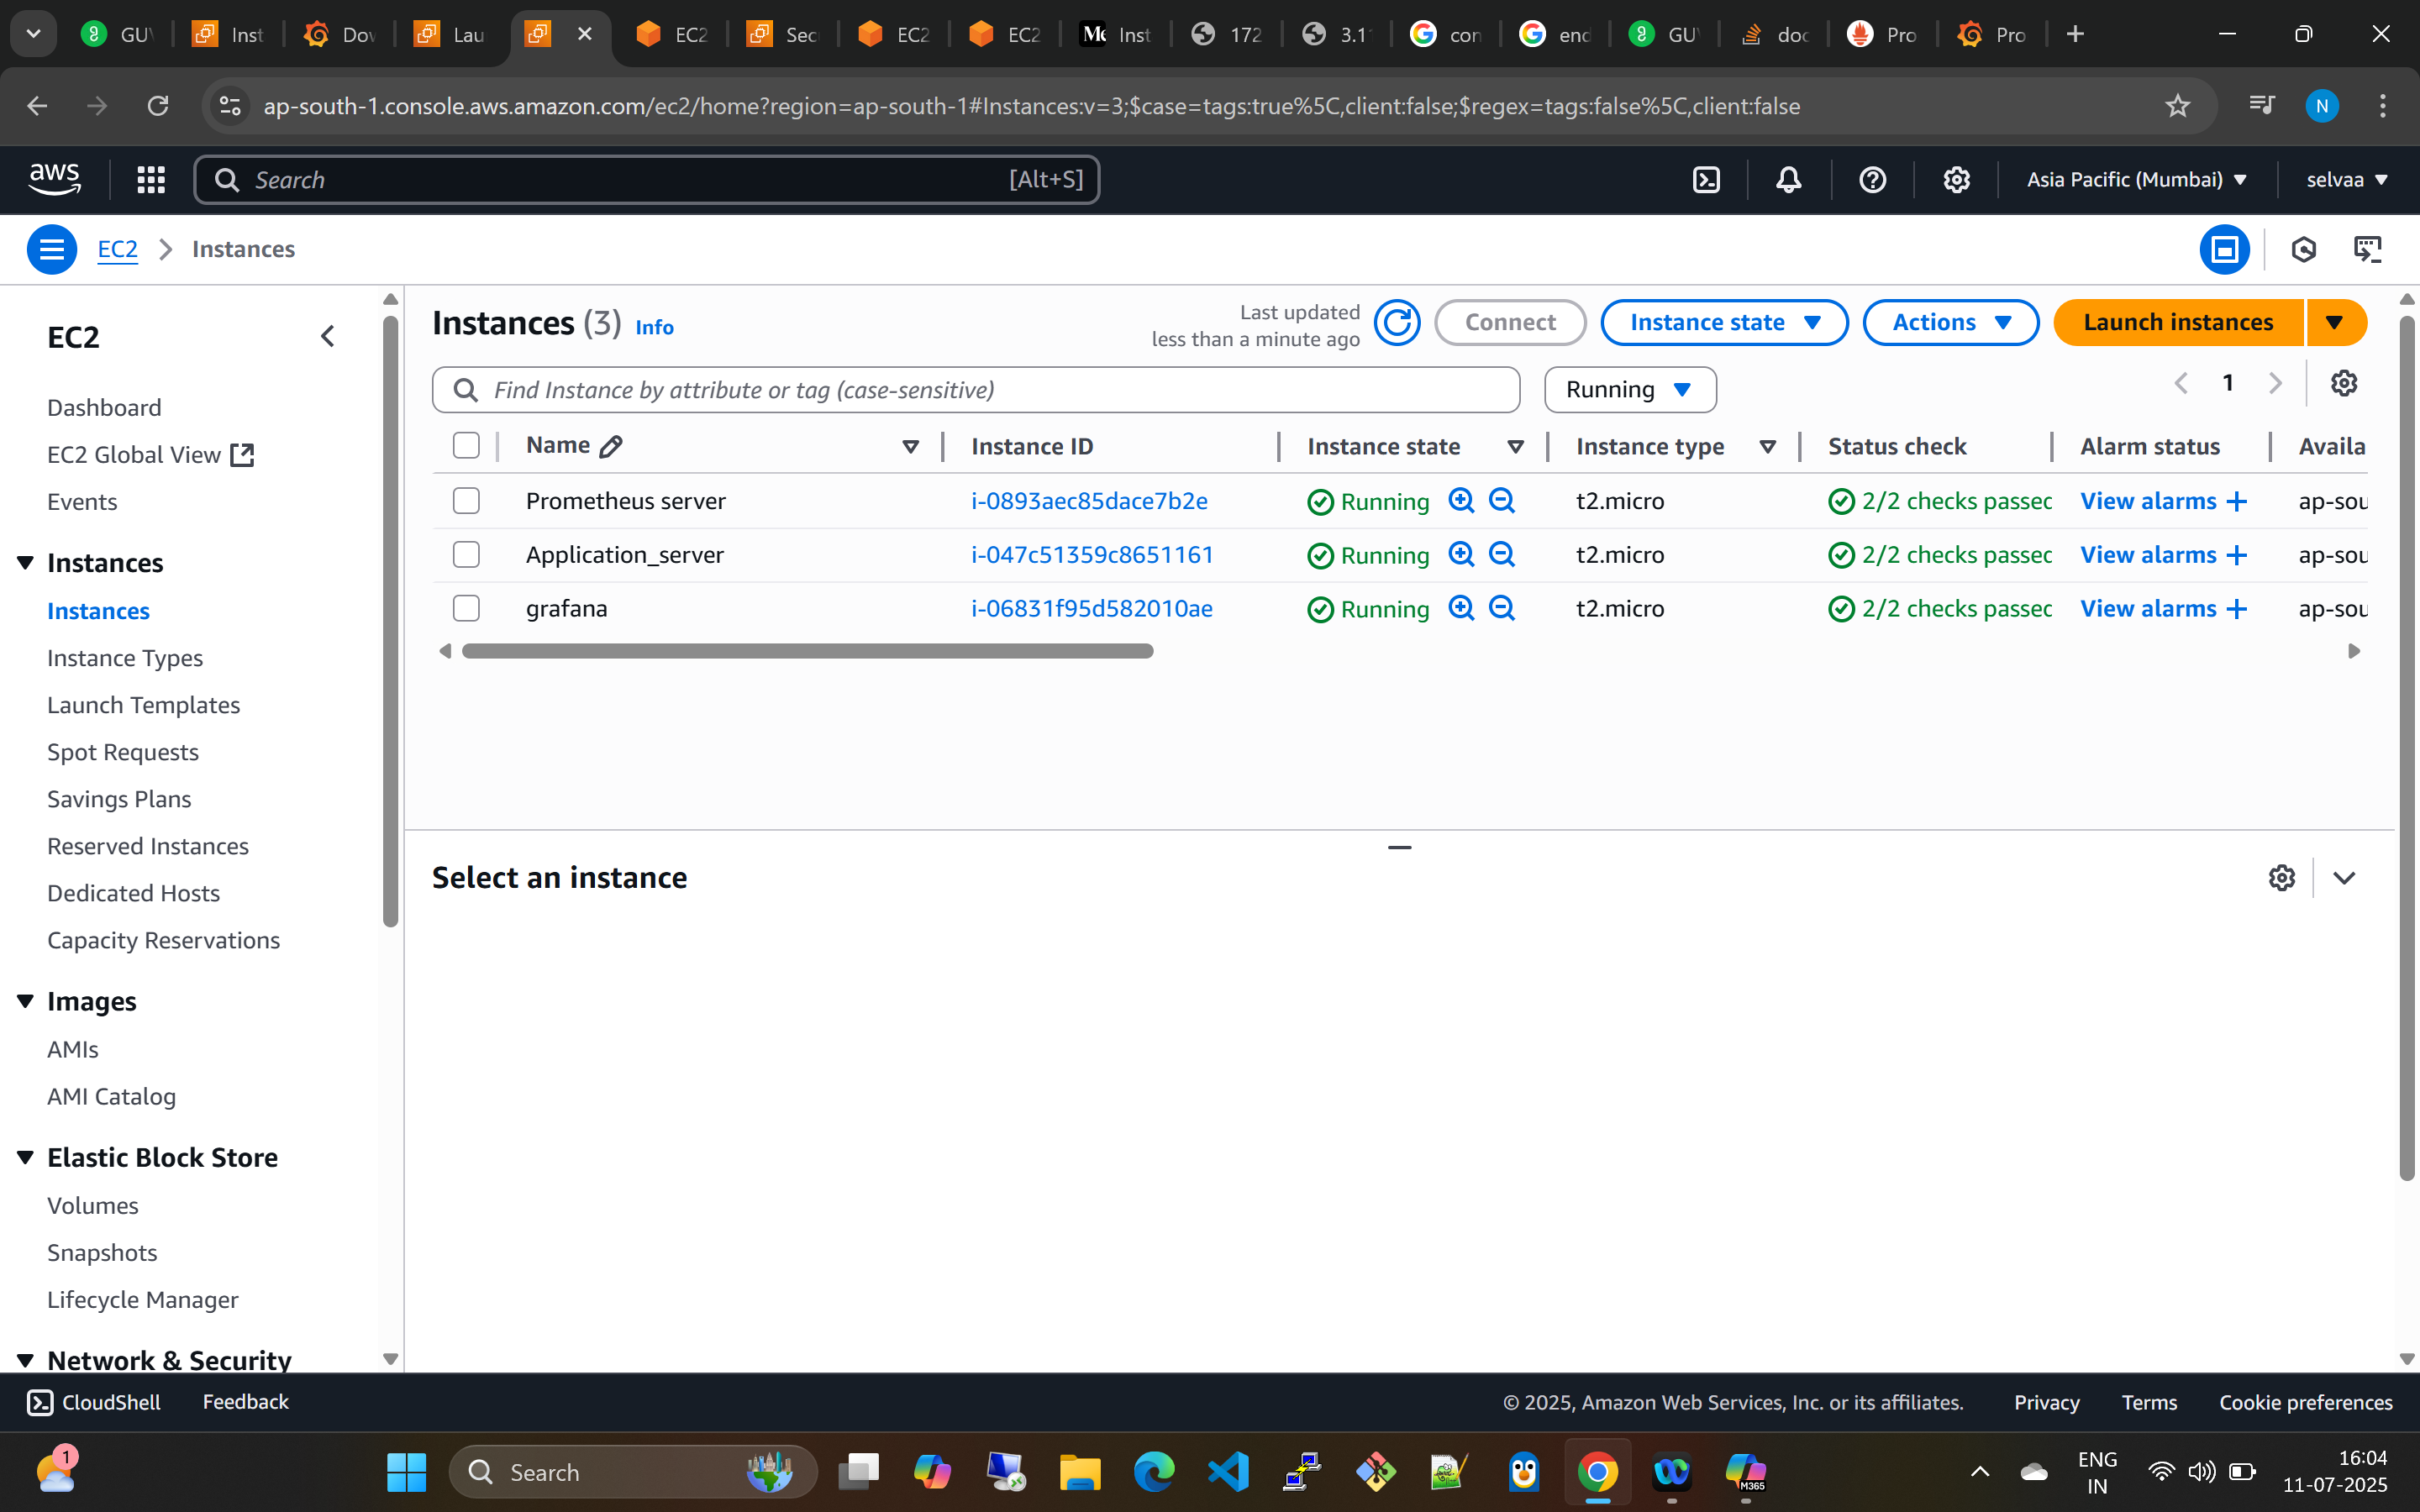 GU
Inst
Do
Lau
EC2
Sec
EC2
EC2
Inst
172
3.1
con
end
GU
doc
Pro
Pro
ap-south-1.console.aws.amazon.com/ec2/home?region=ap-south-1#Instances:v=3;$case=tags:true%5C,client:false;$regex=tags:false%5C,client:false
N
aws
Search
[Alt+S]
Asia Pacific (Mumbai)
selvaa
EC2
Instances
EC2
Dashboard
EC2 Global View
Events
Instances
Instances
Instance Types
Launch Templates
Spot Requests
Savings Plans
Reserved Instances
Dedicated Hosts
Capacity Reservations
Images
AMIs
AMI Catalog
Elastic Block Store
Volumes
Snapshots
Lifecycle Manager
Network & Security
Instances (3) Info
Last updated
less than a minute ago
Connect
Instance state
Actions
Launch instances
Find Instance by attribute or tag (case-sensitive)
Running
1
Name Instance ID Instance state Instance type Status check Alarm status Availa
Prometheus server i-0893aec85dace7b2e Running t2.micro 2/2 checks passed View alarms ap-sou
Application_server i-047c51359c8651161 Running t2.micro 2/2 checks passed View alarms ap-sou
grafana i-06831f95d582010ae Running t2.micro 2/2 checks passed View alarms ap-sou
Select an instance
CloudShell
Feedback
© 2025, Amazon Web Services, Inc. or its affiliates.
Privacy
Terms
Cookie preferences
1
Search
M365
ENG
IN
16:04
11-07-2025